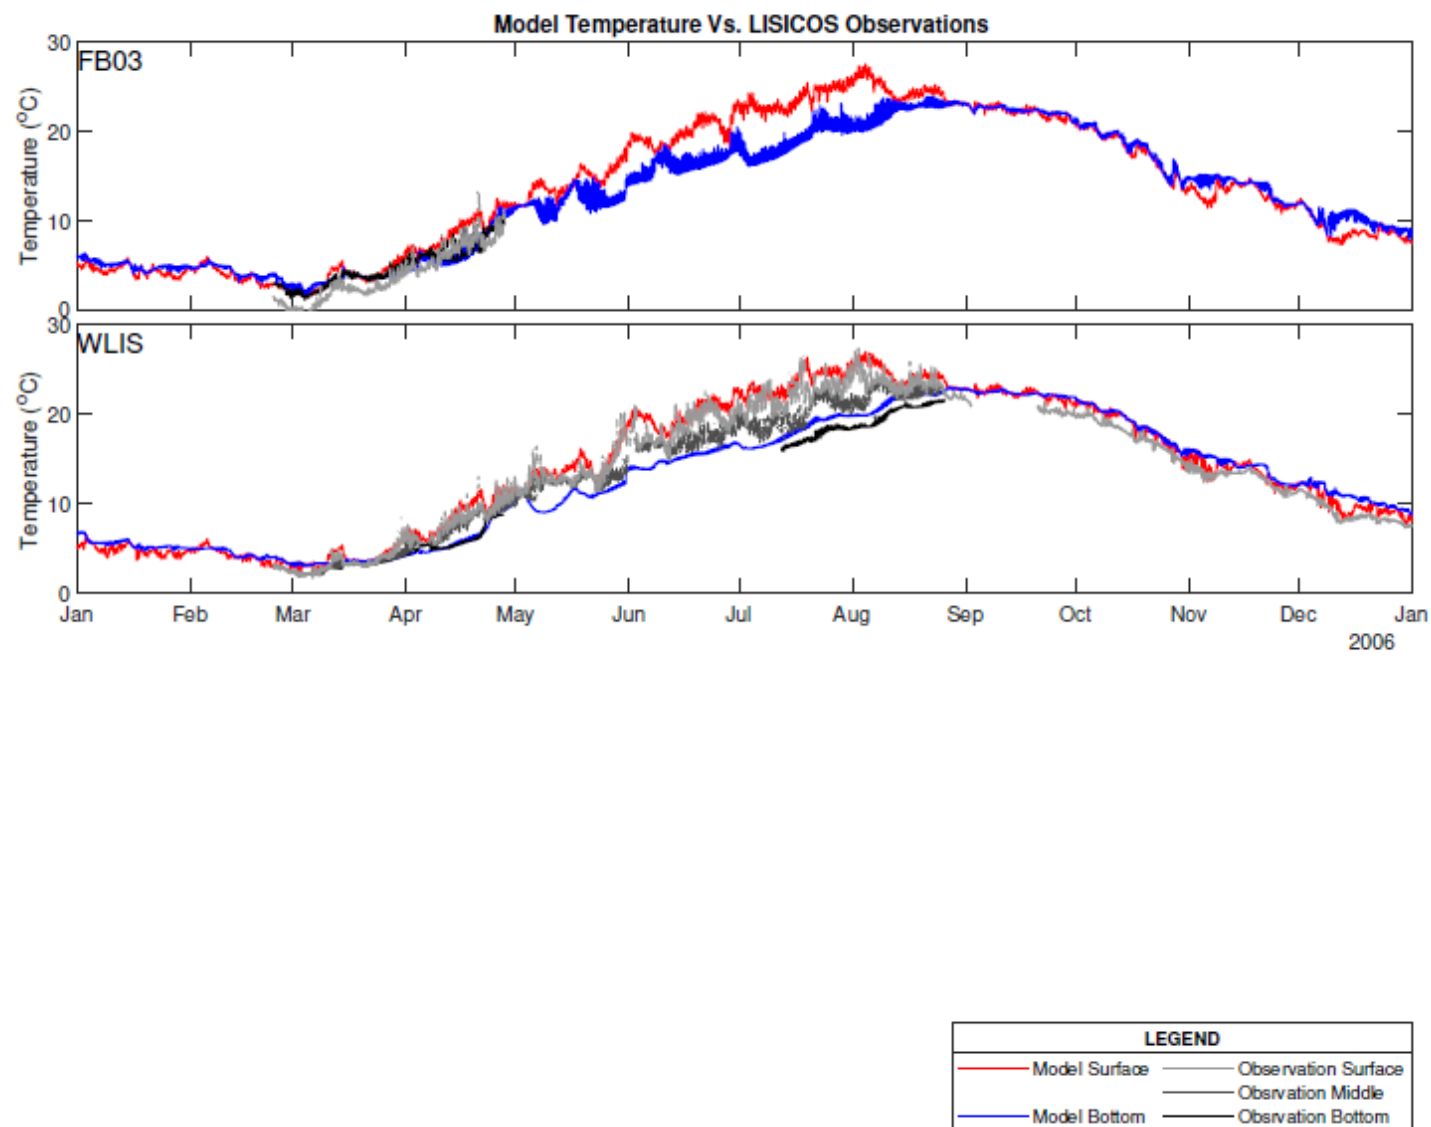 Model Temperature Vs. LISICOS Observations
30
FB03
20
10
0
Temperature (°C)
30
WLIS
20
10
0
Temperature (°C)
Jan Feb Mar Apr May Jun Jul Aug Sep Oct Nov Dec Jan
2006
LEGEND
Model Surface Observation Surface
Obsrvation Middle
Model Bottom Obsrvation Bottom